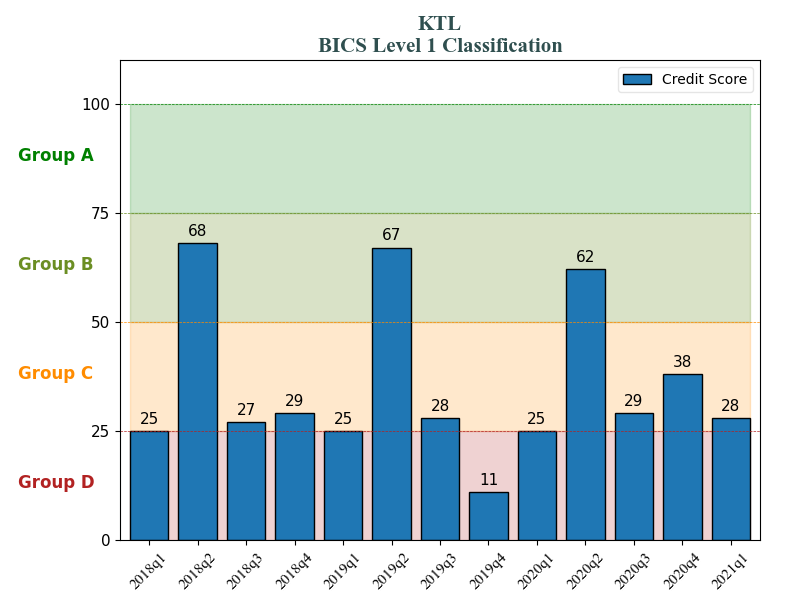 KTL
BICS Level 1 Classification
Credit Score
100
Group A
75
68
67
62
Group B
50
38
Group C
25
27
29
25
28
25
29
28
25
11
Group D
0
2018q1
2018q2
2018q3
2018q4
2019q1
2019q2
2019q3
2019q4
2020q1
2020q2
2020q3
2020q4
2021q1